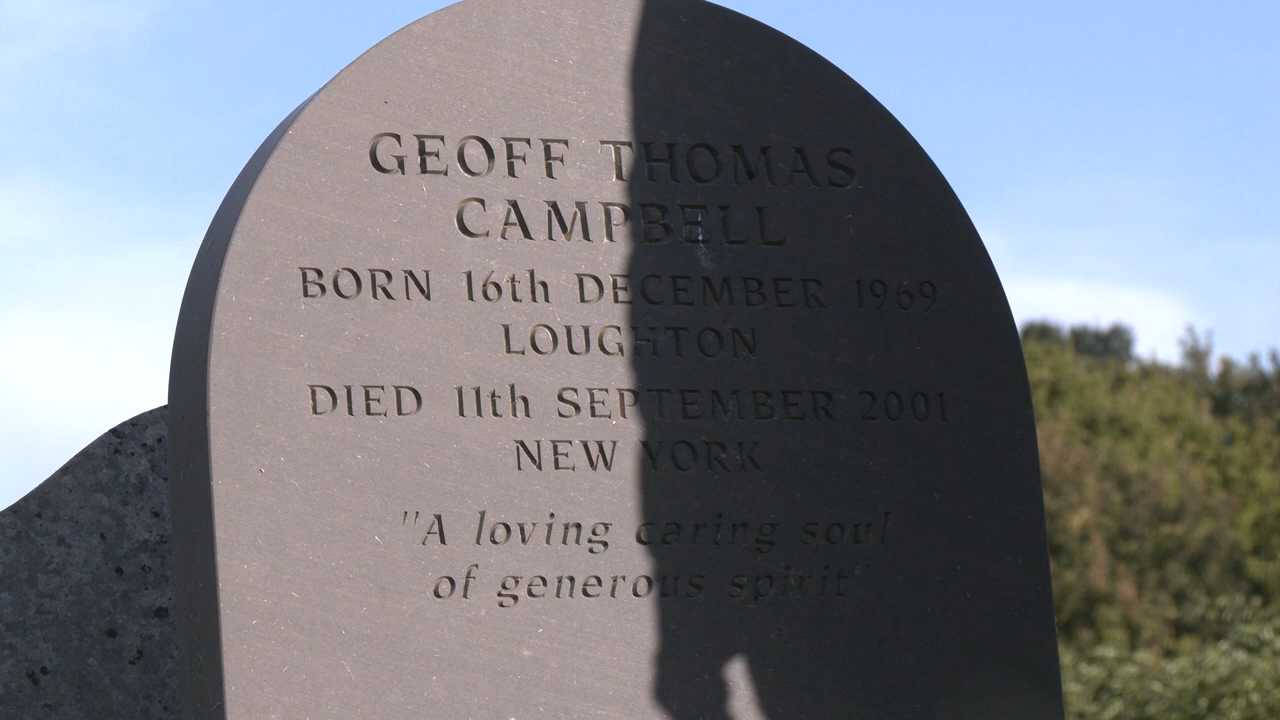 GEOFF THOMAS
CAMPBELL
BORN 16th DECEMBER 1969
LOUGHTON
DIED 11th SEPTEMBER 2001
NEW YORK
"A loving caring soul
of generous spirit"